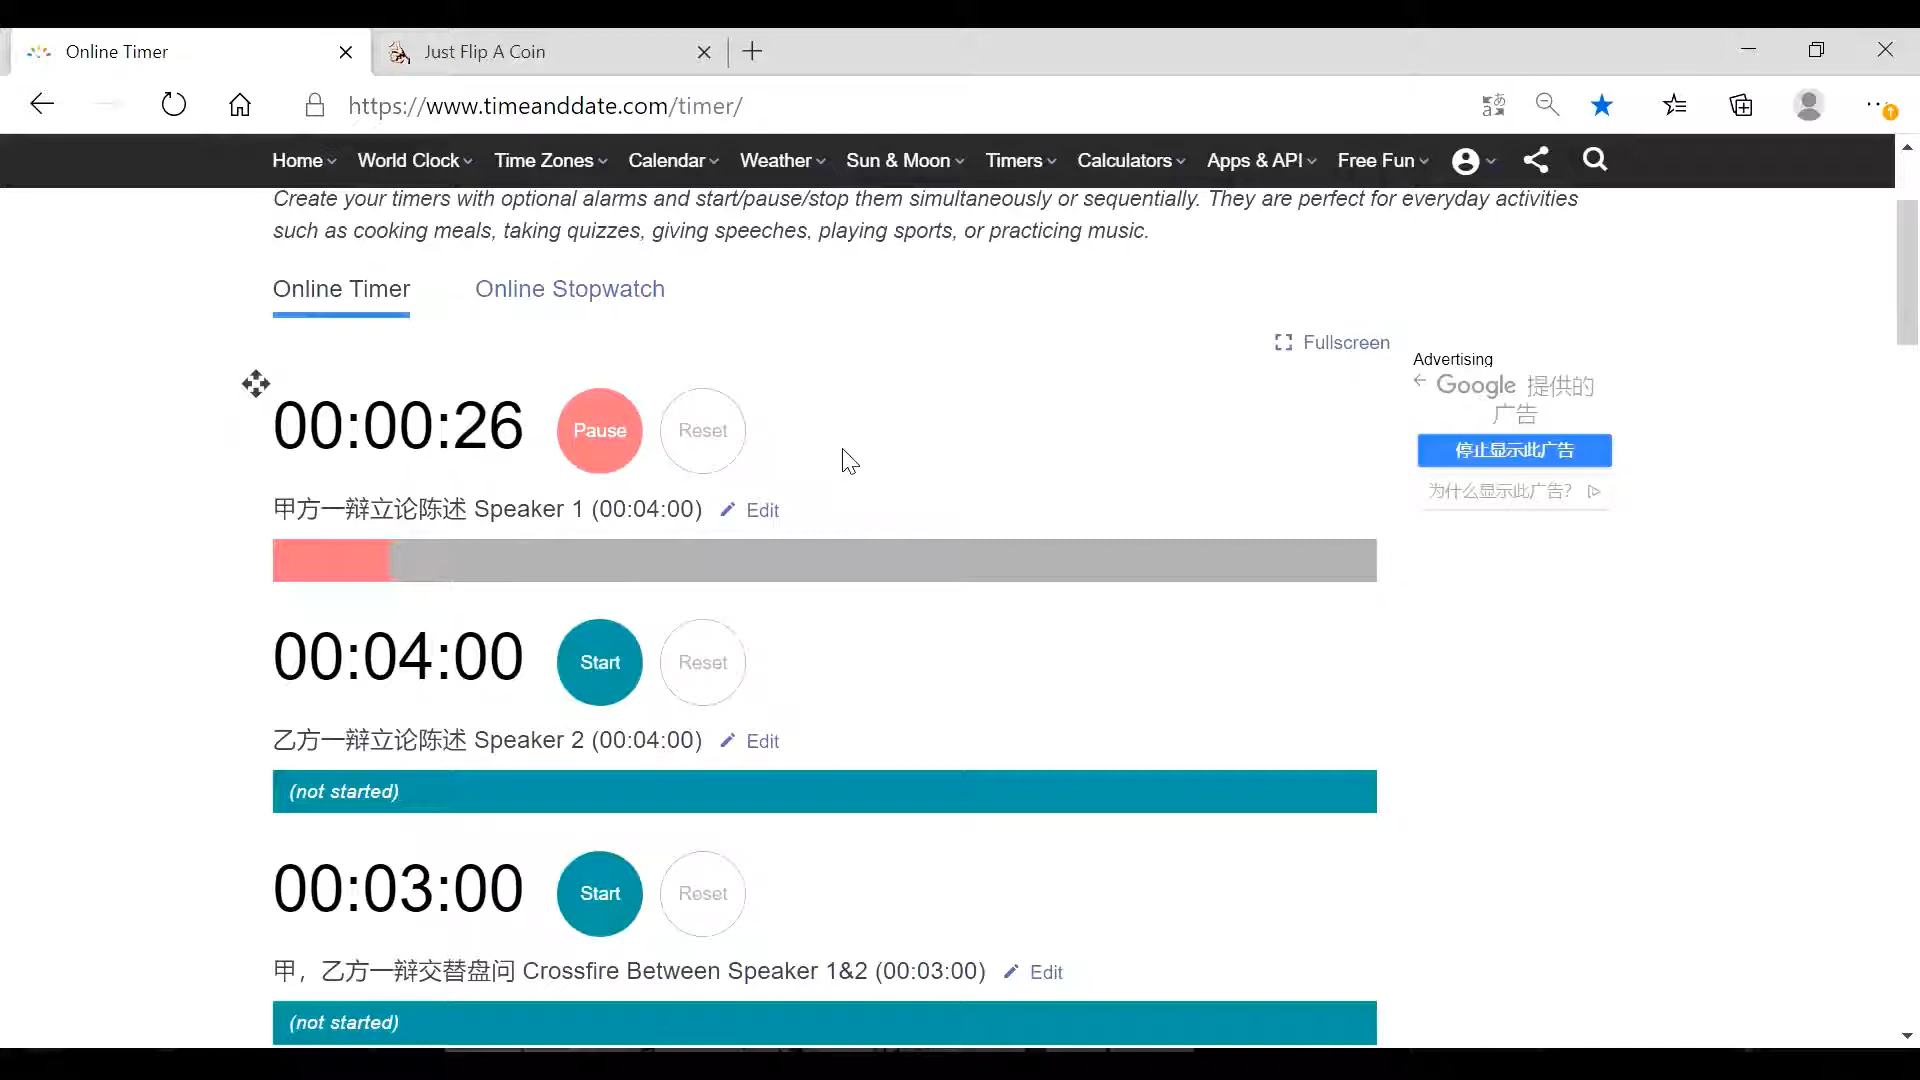 Online Timer
Just Flip A Coin
https://www.timeanddate.com/timer/
Home World Clock Time Zones Calendar Weather Sun & Moon Timers Calculators Apps & API Free Fun
Create your timers with optional alarms and start/pause/stop them simultaneously or sequentially. They are perfect for everyday activities
such as cooking meals, taking quizzes, giving speeches, playing sports, or practicing music.
Online Timer Online Stopwatch
Fullscreen
Advertising
Google 提供的
广告
停止显示此广告
为什么显示此广告?
00:00:26 Pause Reset
甲方一辩立论陈述 Speaker 1 (00:04:00) Edit
00:04:00 Start Reset
乙方一辩立论陈述 Speaker 2 (00:04:00) Edit
(not started)
00:03:00 Start Reset
甲，乙方一辩交替盘问 Crossfire Between Speaker 1&2 (00:03:00) Edit
(not started)